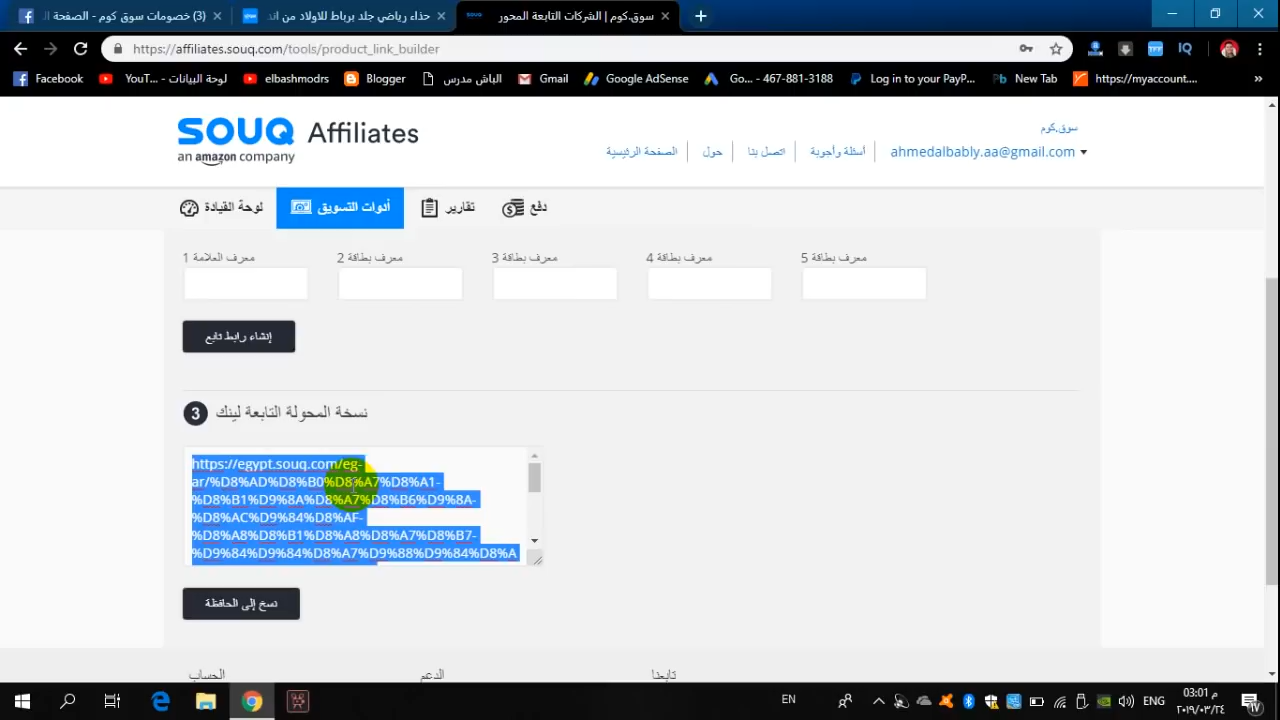 (3) خصومات سوق كوم - الصفحة ال
حذاء رياضي جلد برباط للاولاد من اند
سوق.كوم | الشركات التابعة المحور
https://affiliates.souq.com/tools/product_link_builder
Facebook
YouT... - لوحة البيانات
elbashmodrs
Blogger
الباش مدرس
Gmail
Google AdSense
Go... - 467-881-3188
Log in to your PayP...
New Tab
https://myaccount....
SOUQ Affiliates
an amazon company
سوق.كوم
الصفحة الرئيسية
حول
اتصل بنا
أسئلة وأجوبة
ahmedalbably.aa@gmail.com
لوحة القيادة
أدوات التسويق
تقارير
دفع
معرف العلامة 1
معرف بطاقة 2
معرف بطاقة 3
معرف بطاقة 4
معرف بطاقة 5
إنشاء رابط تابع
3 نسخة المحولة التابعة لينك
https://egypt.souq.com/eg-
ar/%D8%AD%D8%B0%D8%A7%D8%A1-
%D8%B1%D9%8A%D8%A7%D8%B6%D9%8A-
%D8%AC%D9%84%D8%AF-
%D8%A8%D8%B1%D8%A8%D8%A7%D8%B7-
%D9%84%D9%84%D8%A7%D9%88%D9%84%D8%A
نسخ إلى الحافظة
الحساب
الدعم
تابعنا
EN
ENG
03:01 م
٢٠١٩/٠٣/٢٤